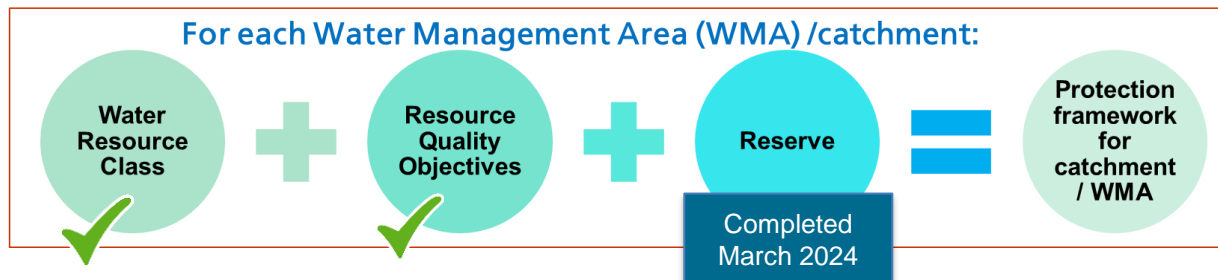 For each Water Management Area (WMA) /catchment:
Water
Resource
Class
Resource
Quality
Objectives
Reserve
Completed
March 2024
Protection
framework
for
catchment
/ WMA